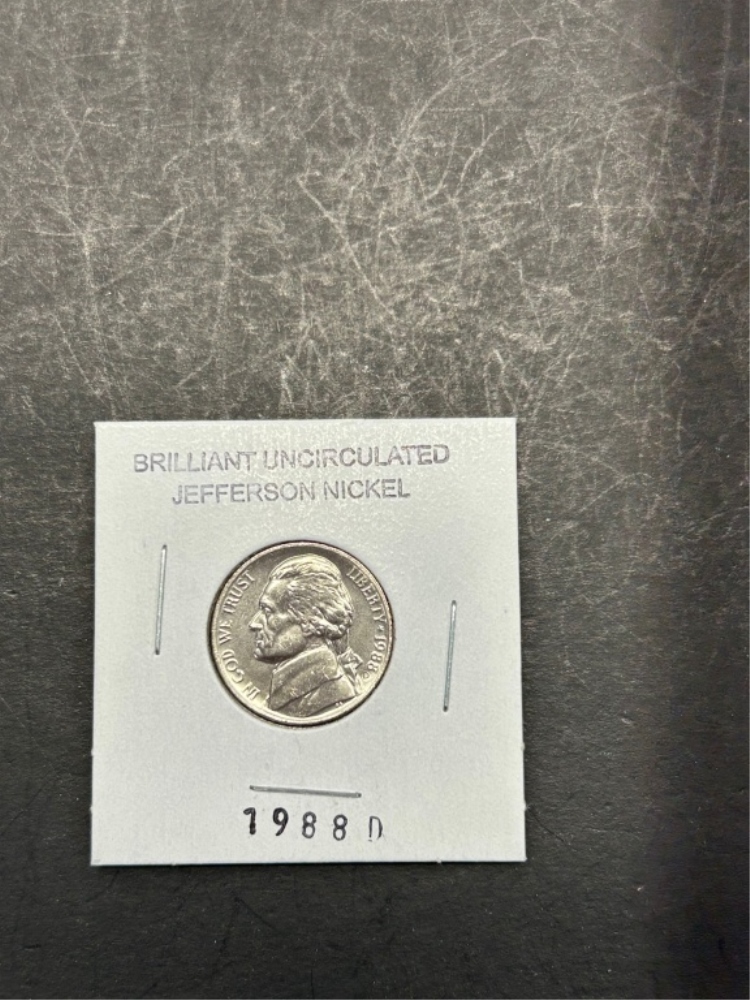 BRILLIANT UNCIRCULATED
JEFFERSON NICKEL
IN GOD WE TRUST
LIBERTY * 1988 D
1988 D